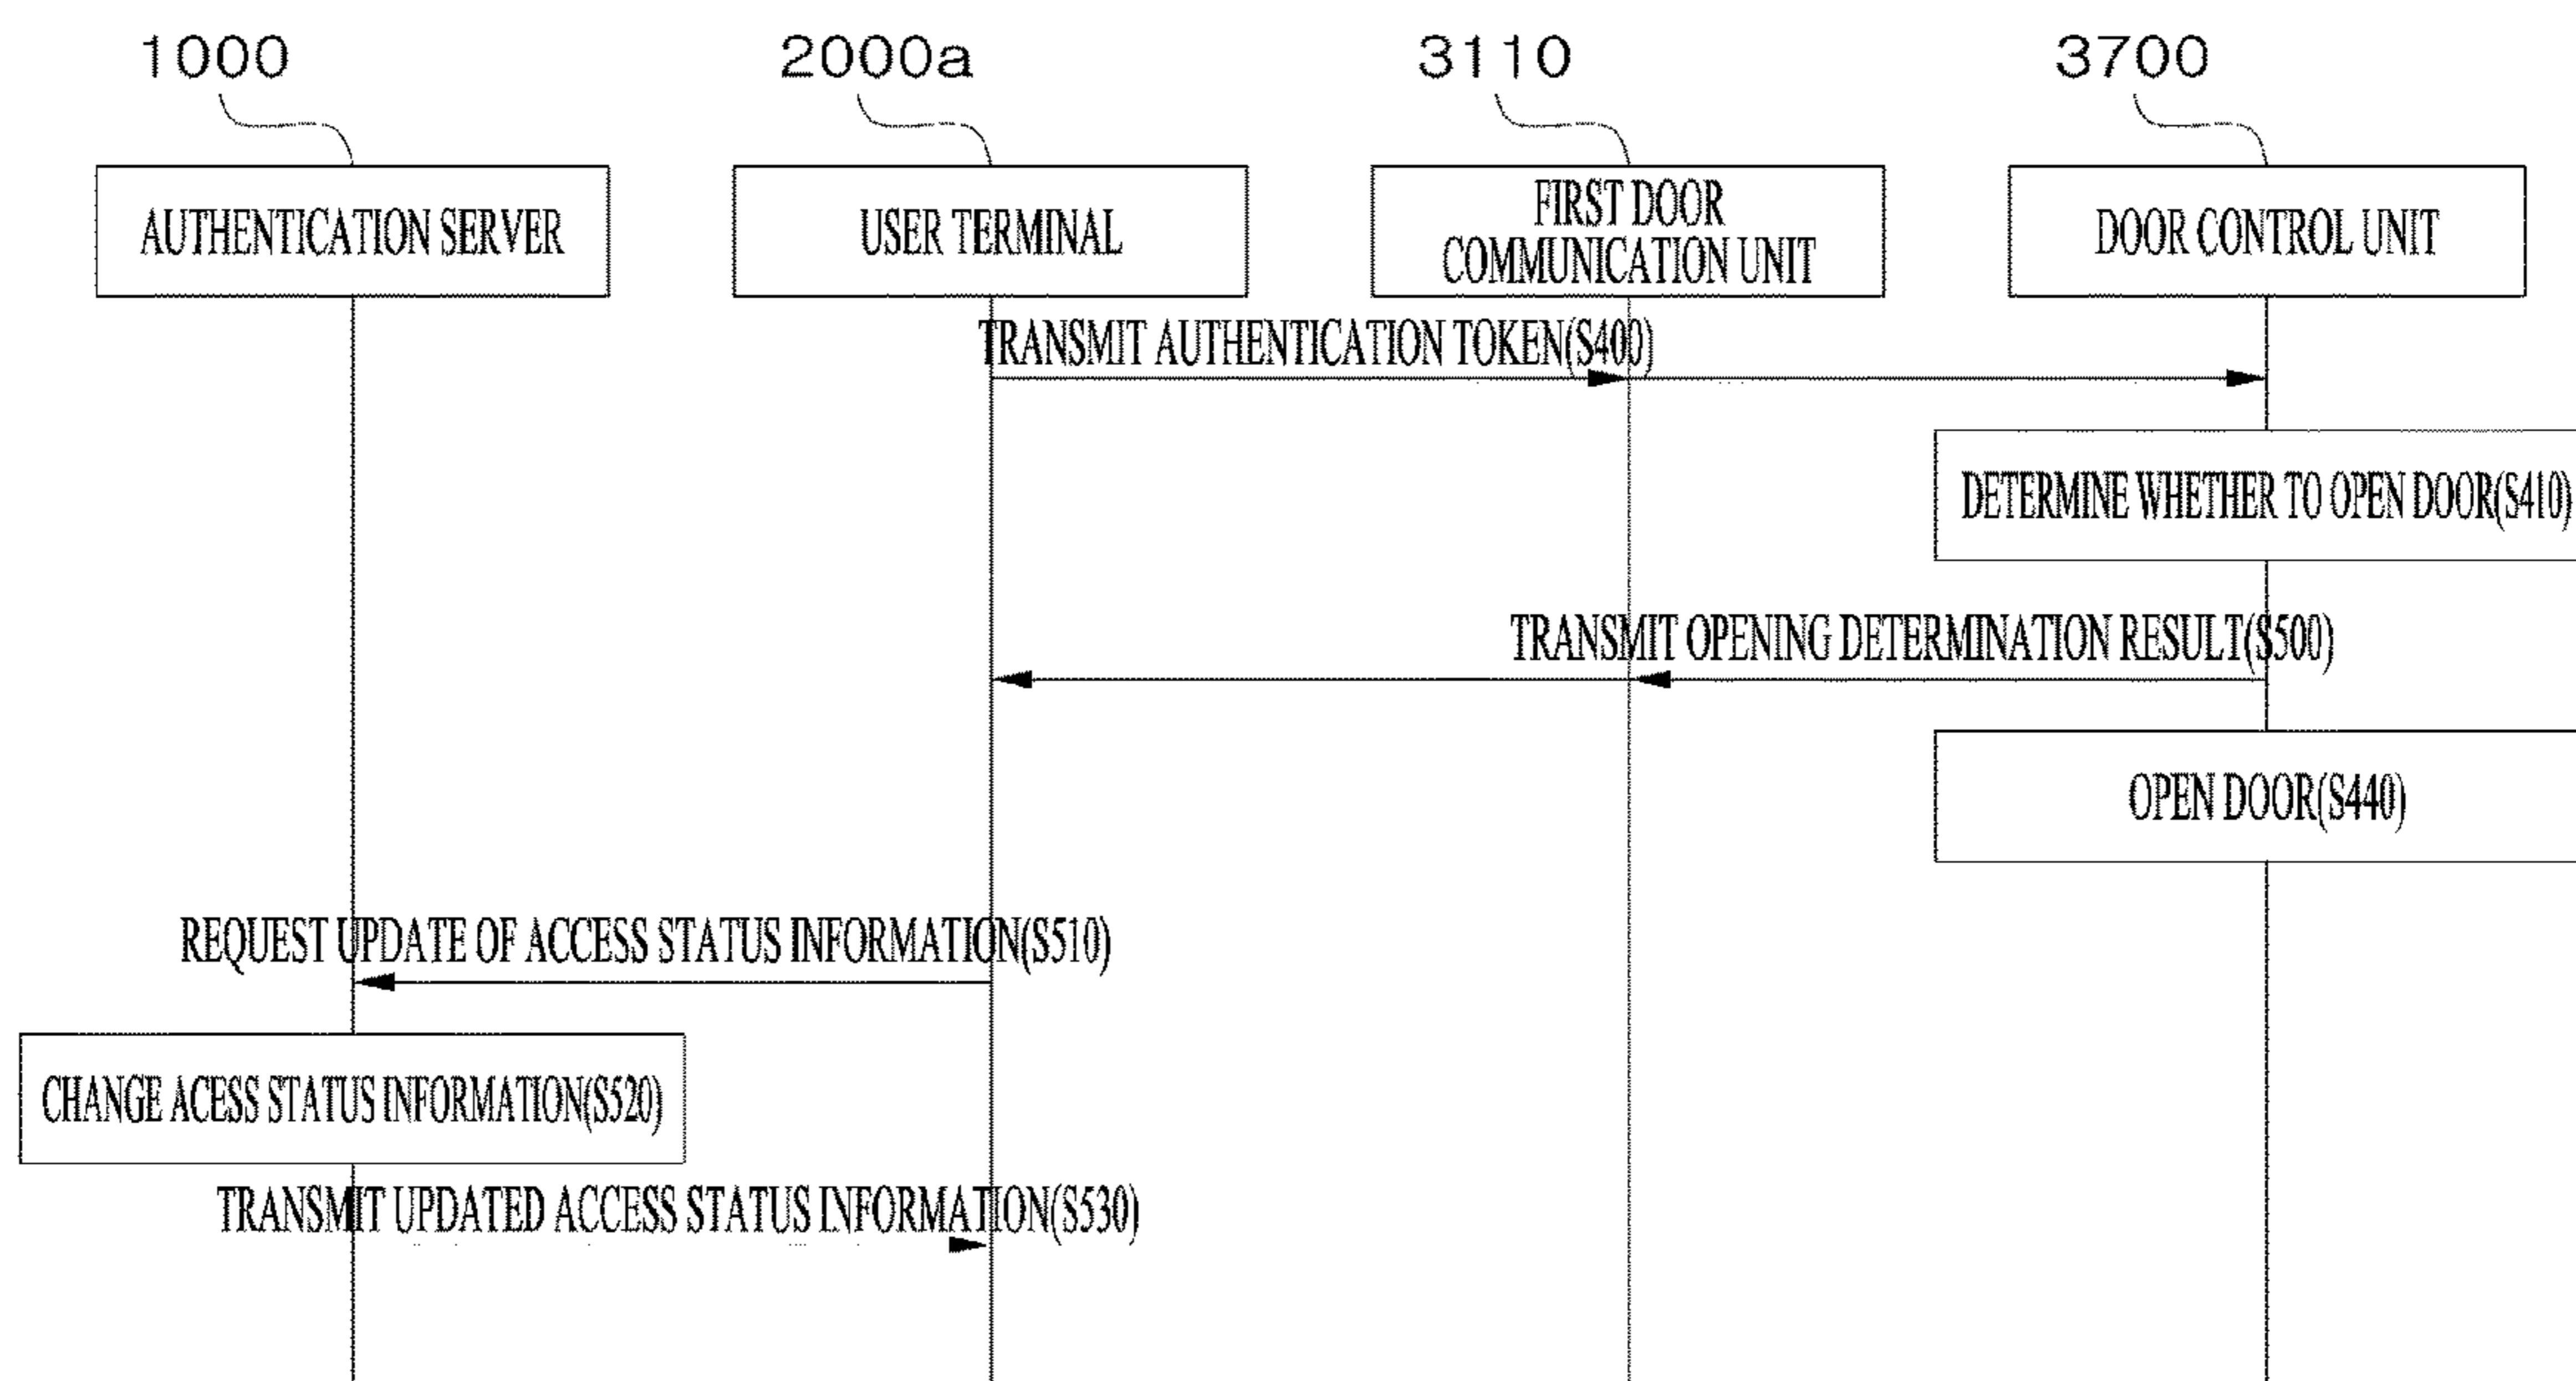 1000
2000a
3110
3700
AUTHENTICATION SERVER
USER TERMINAL
FIRST DOOR
COMMUNICATION UNIT
DOOR CONTROL UNIT
TRANSMIT AUTHENTICATION TOKEN(S400)
DETERMINE WHETHER TO OPEN DOOR(S410)
TRANSMIT OPENING DETERMINATION RESULT(S500)
OPEN DOOR(S440)
REQUEST UPDATE OF ACCESS STATUS INFORMATION(S510)
CHANGE ACESS STATUS INFORMATION(S520)
TRANSMIT UPDATED ACCESS STATUS INFORMATION(S530)